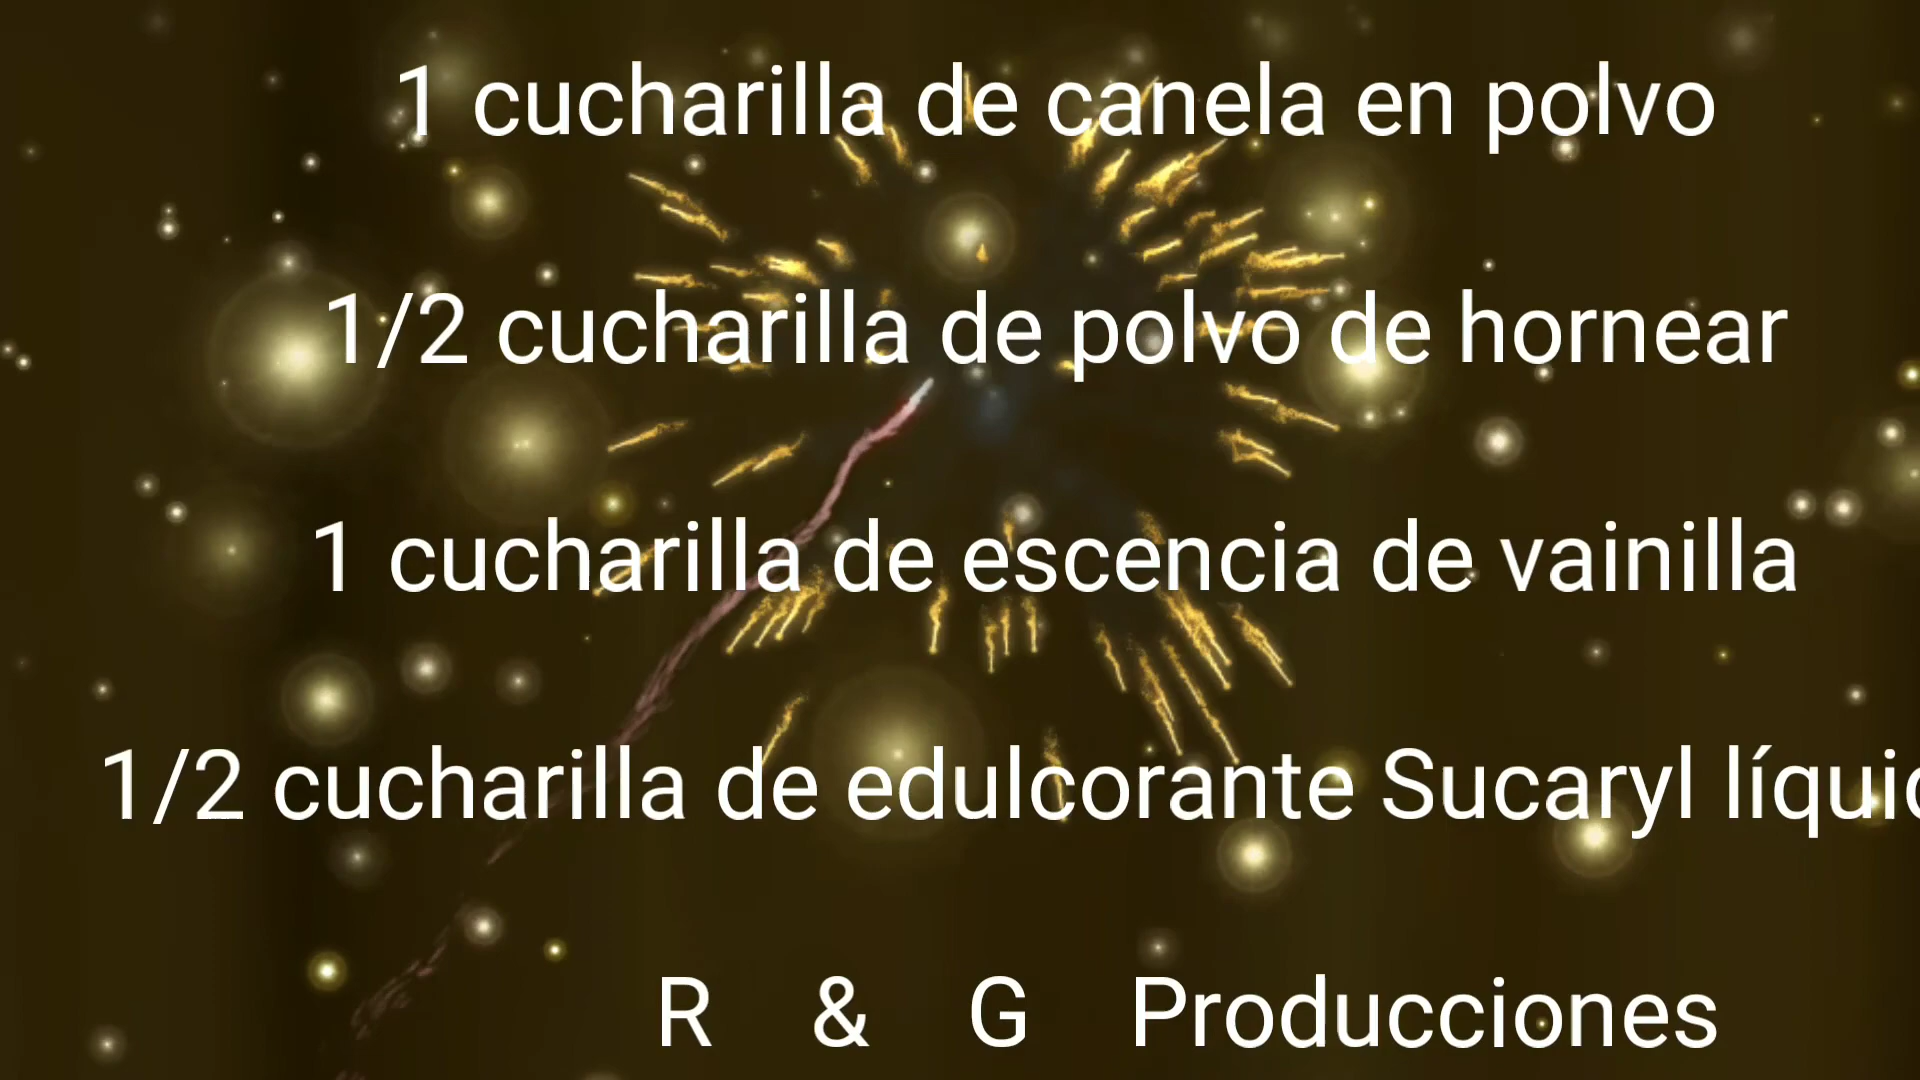 1 cucharilla de canela en polvo
1/2 cucharilla de polvo de hornear
1 cucharilla de escencia de vainilla
1/2 cucharilla de edulcorante Sucaryl
R & G Producciones